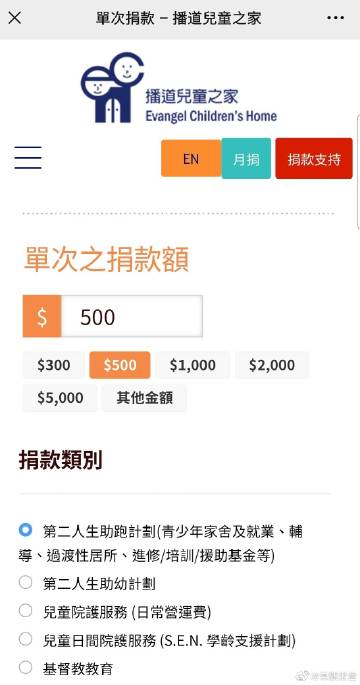 單次捐款 – 播道兒童之家
播道兒童之家
Evangel Children's Home
EN
月捐
捐款支持
單次之捐款額
$ 500
$300 $500 $1,000 $2,000
$5,000 其他金額
捐款類別
第二人生助跑計劃(青少年家舍及就業、輔
導、過渡性居所、進修/培訓/援助基金等)
第二人生助幼計劃
兒童院護服務 (日常營運費)
兒童日間院護服務 (S.E.N. 學齡支援計劃)
基督教教育